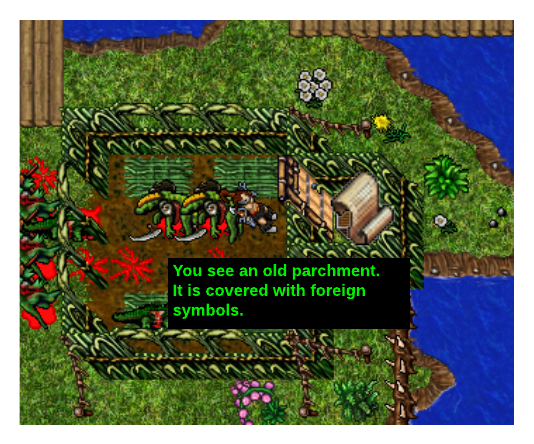 You see an old parchment.
It is covered with foreign
symbols.